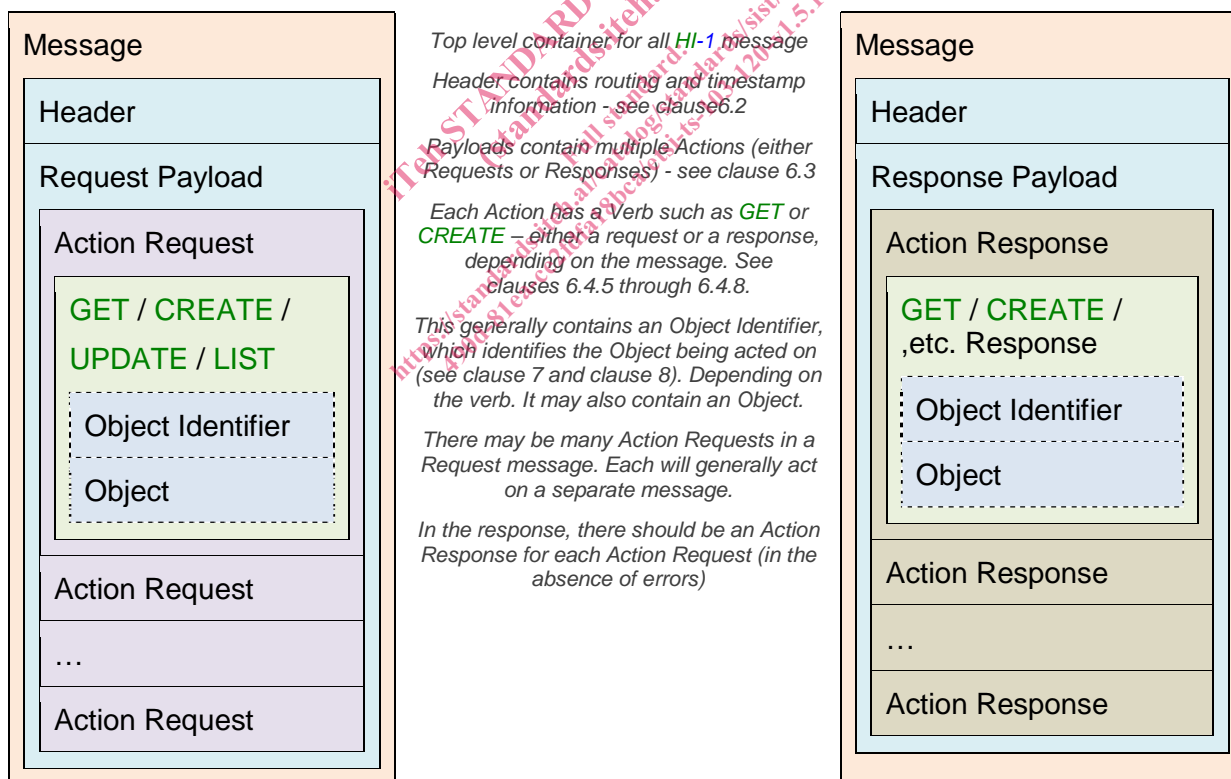 Message
Header
Request Payload
Action Request
GET / CREATE /
UPDATE / LIST
Object Identifier
Object
Action Request
…
Action Request
Top level container for all HI-1 message
Header contains routing and timestamp
information - see clause6.2
Payloads contain multiple Actions (either
Requests or Responses) - see clause 6.3
Each Action has a Verb such as GET or
CREATE – either a request or a response,
depending on the message. See
clauses 6.4.5 through 6.4.8.
This generally contains an Object Identifier,
which identifies the Object being acted on
(see clause 7 and clause 8). Depending on
the verb. It may also contain an Object.
There may be many Action Requests in a
Request message. Each will generally act
on a separate message.
In the response, there should be an Action
Response for each Action Request (in the
absence of errors)
Message
Header
Response Payload
Action Response
GET / CREATE /
,etc. Response
Object Identifier
Object
Action Response
…
Action Response
iTeh STANDARD
(standards.iteh
Full standard: